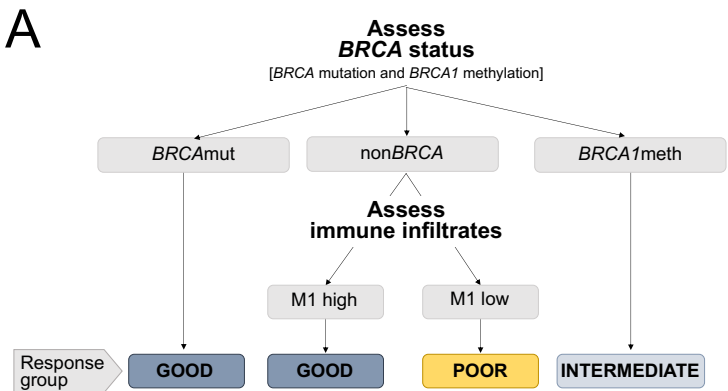 A
Assess
BRCA status
[BRCA mutation and BRCA1 methylation]
BRCAmut
nonBRCA
BRCA1meth
Assess
immune infiltrates
M1 high
M1 low
Response
group
GOOD
GOOD
POOR
INTERMEDIATE